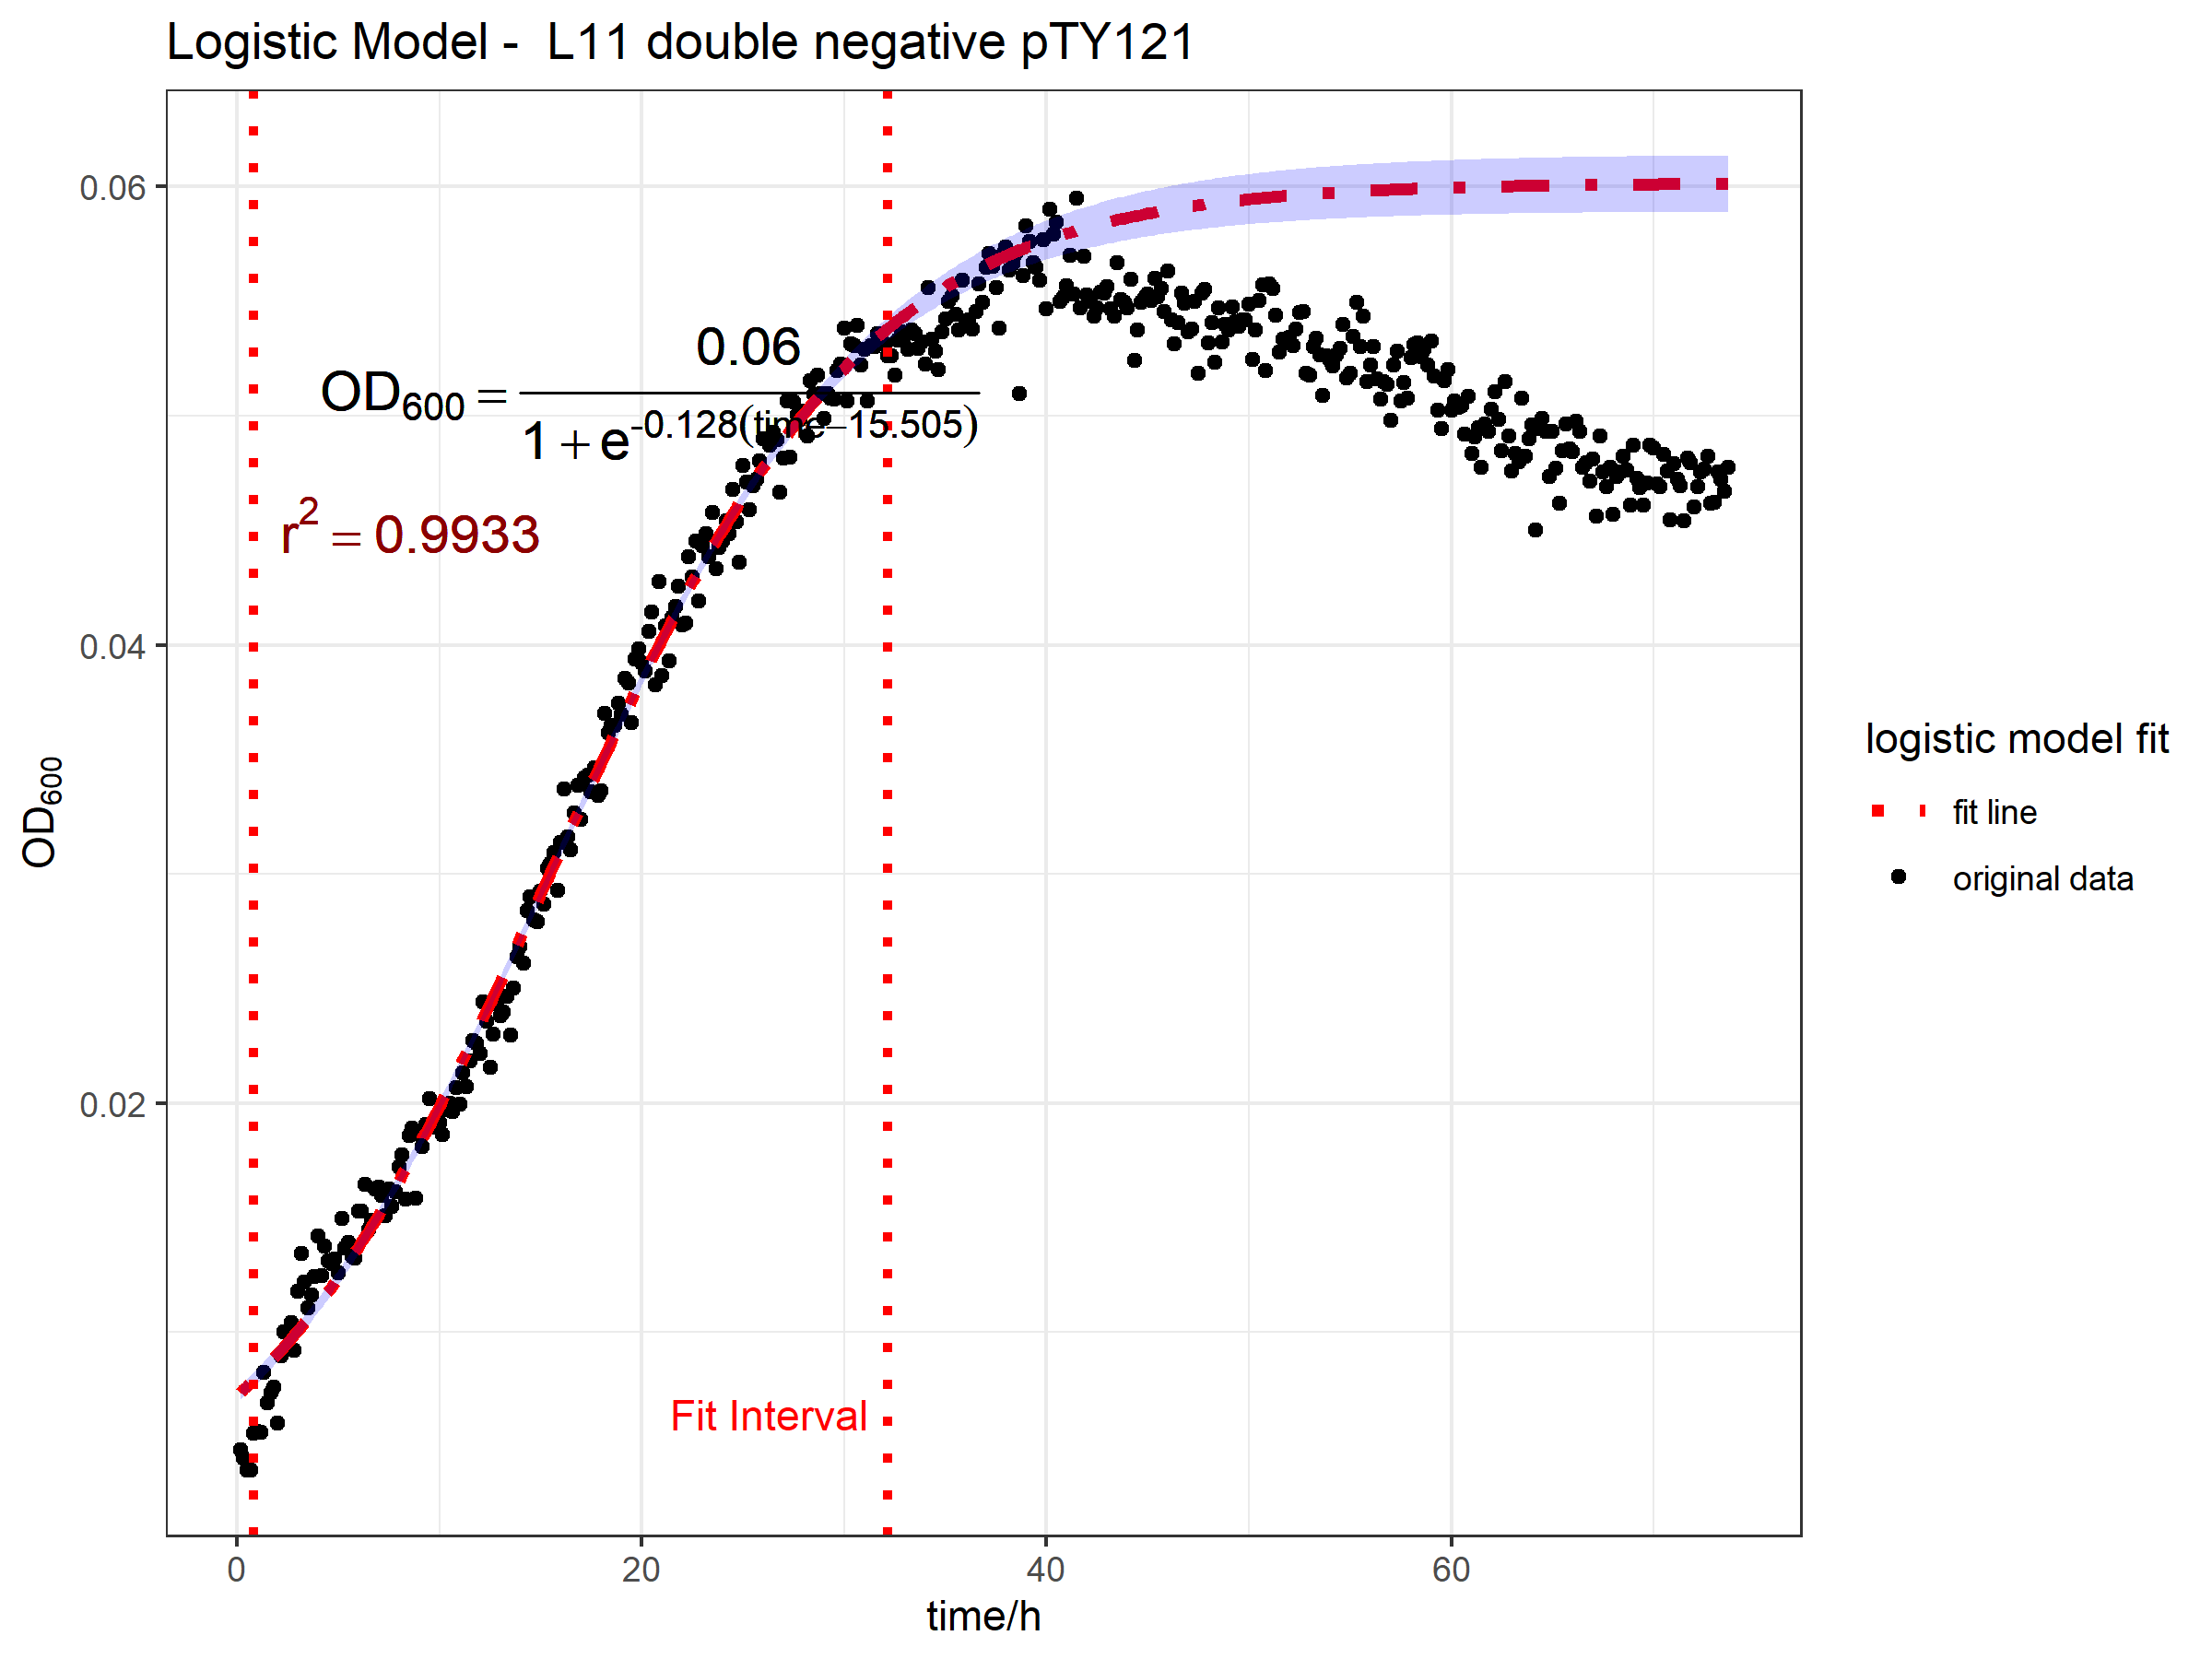 Logistic Model -  L11 double negative pTY121
0.06
0.04
0.02
OD600
OD600 = 0.06 / 1 + e^-0.128(time−15.505)
r² = 0.9933
Fit Interval
0 20 40 60
time/h
logistic model fit
fit line
original data